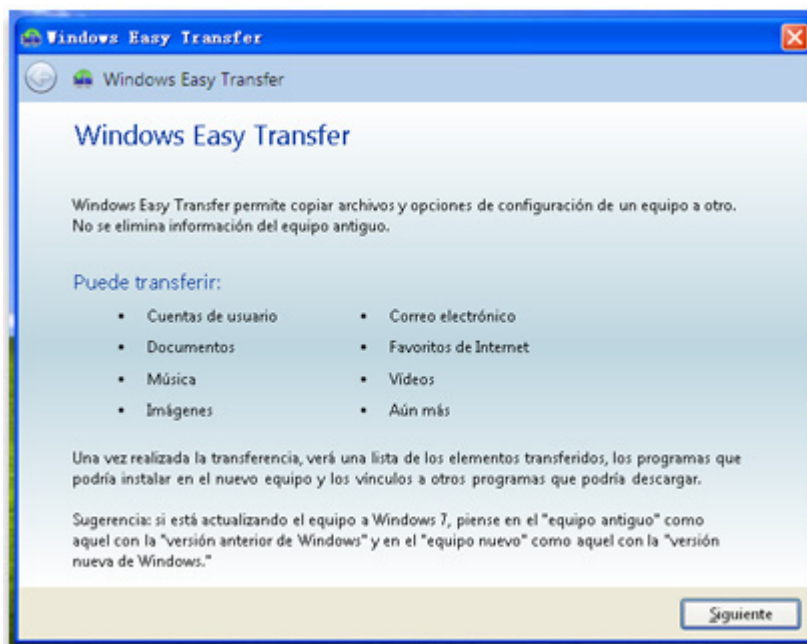 Windows Easy Transfer
Windows Easy Transfer
Windows Easy Transfer
Windows Easy Transfer permite copiar archivos y opciones de configuración de un equipo a otro.
No se elimina información del equipo antiguo.
Puede transferir:
• Cuentas de usuario • Correo electrónico
• Documentos • Favoritos de Internet
• Música • Vídeos
• Imágenes • Aún más
Una vez realizada la transferencia, verá una lista de los elementos transferidos, los programas que
podría instalar en el nuevo equipo y los vínculos a otros programas que podría descargar.
Sugerencia: si está actualizando el equipo a Windows 7, piense en el "equipo antiguo" como
aquel con la "versión anterior de Windows" y en el "equipo nuevo" como aquel con la "versión
nueva de Windows."
Siguiente